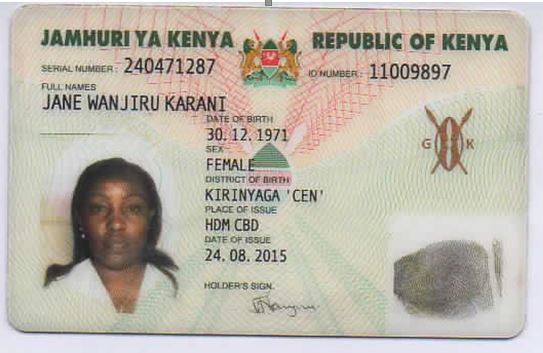 JAMHURI YA KENYA REPUBLIC OF KENYA
SERIAL NUMBER: 240471287 ID NUMBER: 11009897
FULL NAMES
JANE WANJIRU KARANI
DATE OF BIRTH
30. 12. 1971
G K
SEX
FEMALE
DISTRICT OF BIRTH
KIRINYAGA 'CEN'
PLACE OF ISSUE
HDM CBD
DATE OF ISSUE
24. 08. 2015
HOLDER'S SIGN.